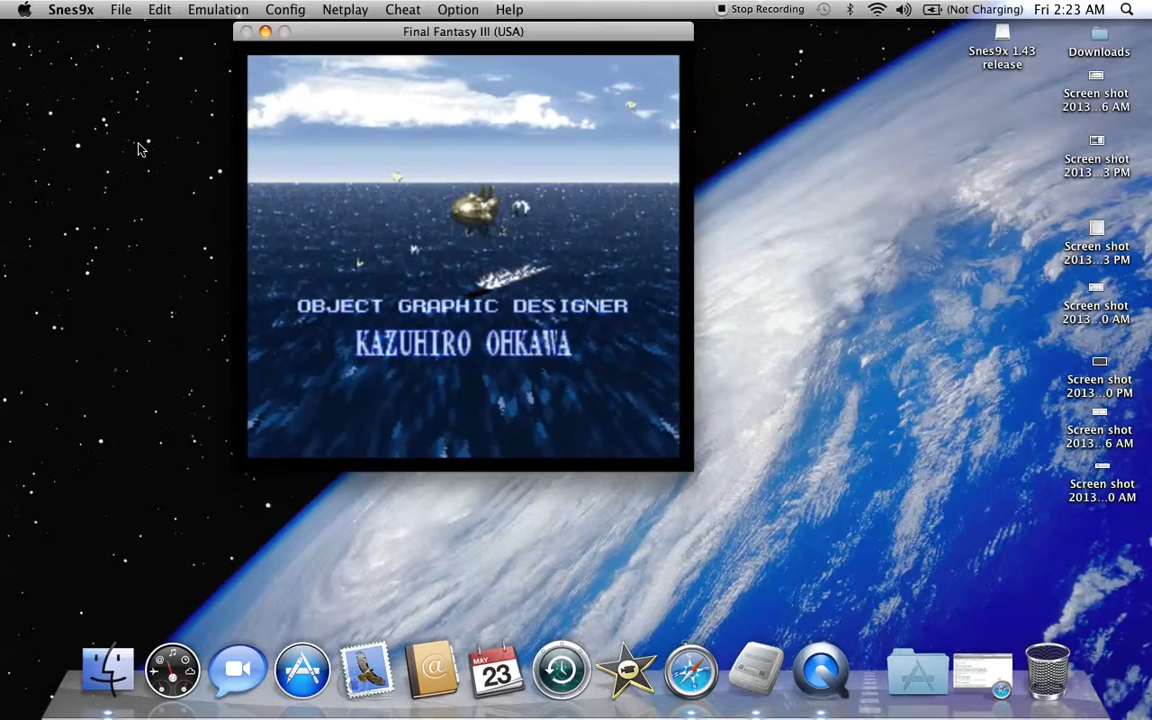 Snes9x File Edit Emulation Config Netplay Cheat Option Help Stop Recording (Not Charging) Fri 2:23 AM
Final Fantasy III (USA)
OBJECT GRAPHIC DESIGNER
KAZUHIRO OHKAWA
Snes9x 1.43
release
Downloads
Screen shot
2013...6 AM
Screen shot
2013...3 PM
Screen shot
2013...3 PM
Screen shot
2013...0 AM
Screen shot
2013...0 PM
Screen shot
2013...6 AM
Screen shot
2013...0 AM
MAY
23